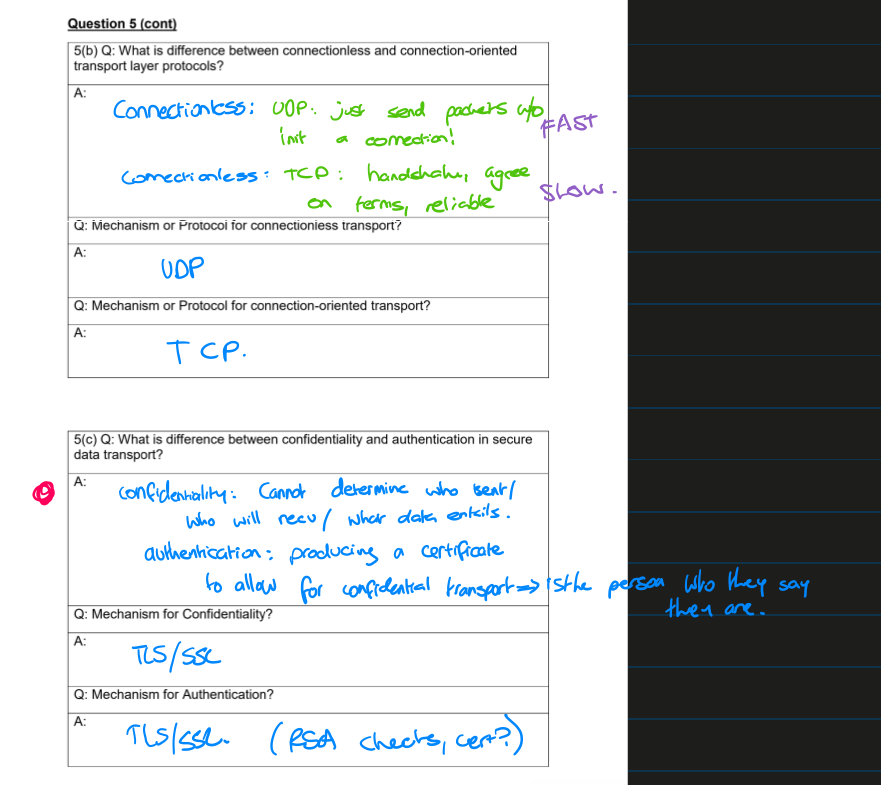 Question 5 (cont)
5(b) Q: What is difference between connectionless and connection-oriented
transport layer protocols?
A:
Connectionless: UDP: just send packets w/o
init a connection!
FAST
Connectionless: TCP: handshake, agree
on terms, reliable
SLOW.
Q: Mechanism or Protocol for connectionless transport?
A:
UDP
Q: Mechanism or Protocol for connection-oriented transport?
A:
TCP.
5(c) Q: What is difference between confidentiality and authentication in secure
data transport?
A:
confidentiality: Cannot determine who sent/
who will recv/ what data entails.
authentication: producing a certificate
to allow for confidential transport => is the person who they say
they are.
Q: Mechanism for Confidentiality?
A:
TLS/SSL
Q: Mechanism for Authentication?
A:
TLS/SSL. (RSA checks, cert?)